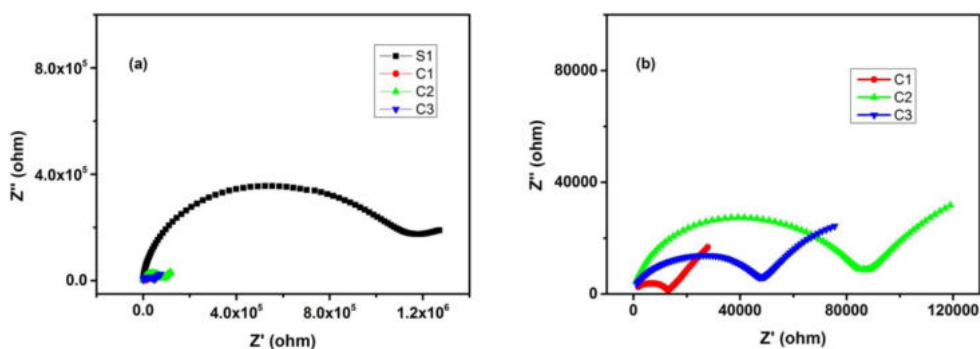 (a)
S1
C1
C2
C3
8.0x10⁵
4.0x10⁵
0.0
Z'' (ohm)
0.0
4.0x10⁵
8.0x10⁵
1.2x10⁶
Z' (ohm)
(b)
C1
C2
C3
80000
40000
0
Z'' (ohm)
0
40000
80000
120000
Z' (ohm)